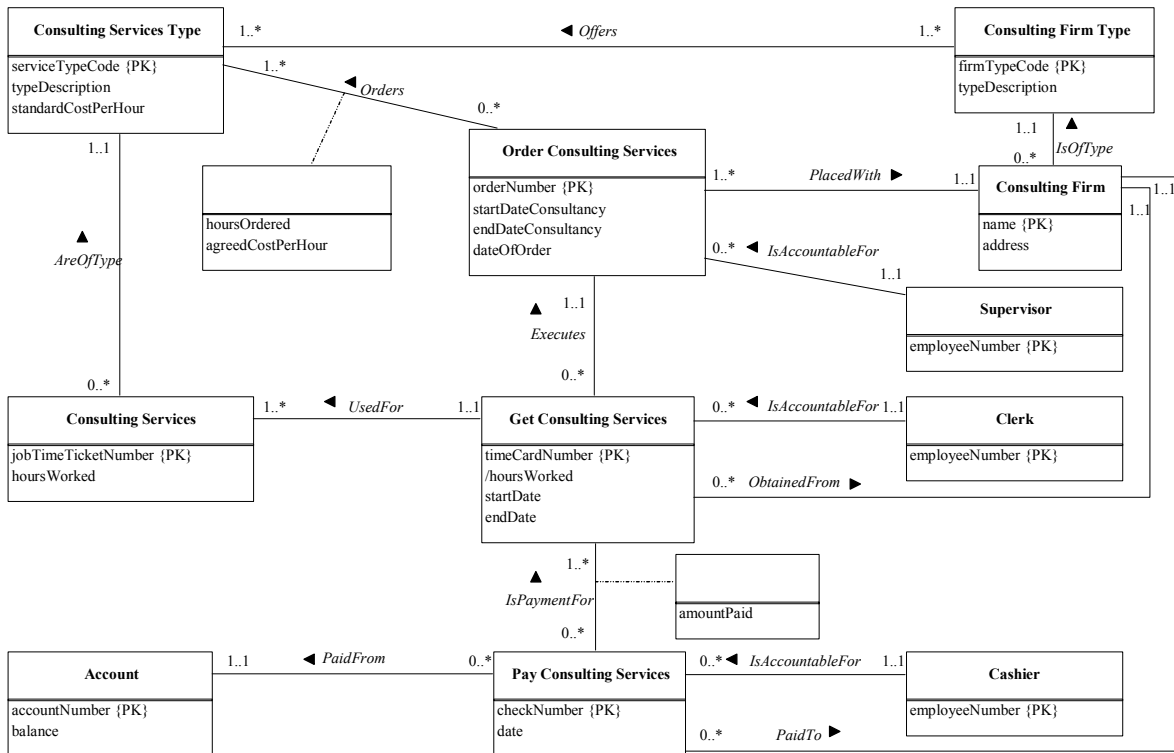 Consulting Services Type
serviceTypeCode {PK}
typeDescription
standardCostPerHour
1..*
◄ Offers
1..*
Consulting Firm Type
firmTypeCode {PK}
typeDescription
1..*
◄ Orders
0..*
1..1
▲
IsOfType
0..*
hoursOrdered
agreedCostPerHour
Order Consulting Services
orderNumber {PK}
startDateConsultancy
endDateConsultancy
dateOfOrder
1..*
PlacedWith ►
1..1
Consulting Firm
name {PK}
address
1..1
1..1
0..*
◄ IsAccountableFor
1..1
Supervisor
employeeNumber {PK}
1..1
▲
AreOfType
0..*
1..1
▲
Executes
0..*
Consulting Services
jobTimeTicketNumber {PK}
hoursWorked
1..*
◄ UsedFor
1..1
Get Consulting Services
timeCardNumber {PK}
/hoursWorked
startDate
endDate
0..*
◄ IsAccountableFor
1..1
Clerk
employeeNumber {PK}
0..*
ObtainedFrom ►
1..*
▲
IsPaymentFor
0..*
amountPaid
Account
accountNumber {PK}
balance
1..1
◄ PaidFrom
0..*
Pay Consulting Services
checkNumber {PK}
date
0..*
◄ IsAccountableFor
1..1
Cashier
employeeNumber {PK}
0..*
PaidTo ►